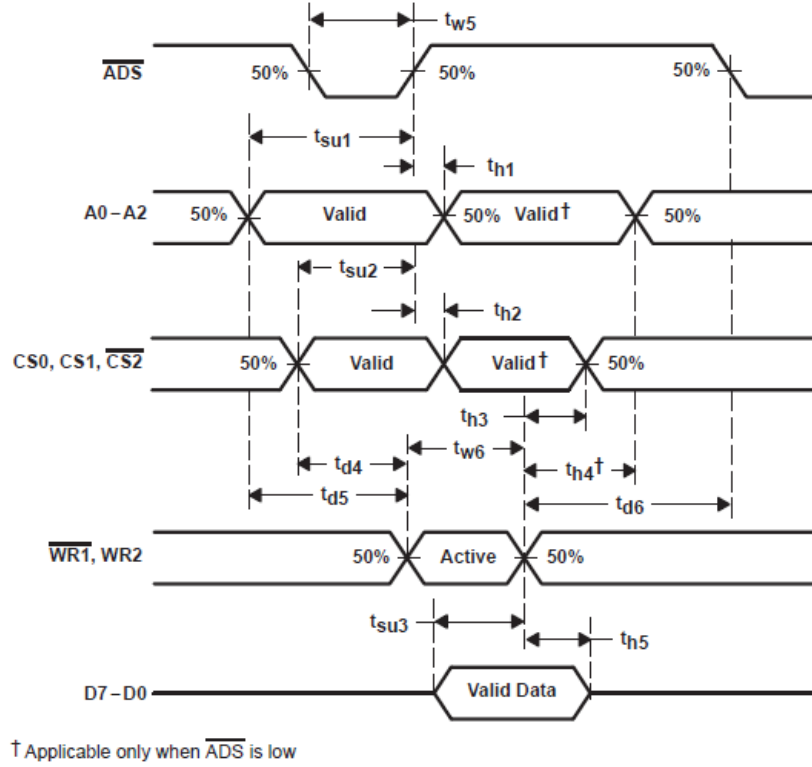 tw5
ADS 50% 50% 50%
tsu1
th1
A0–A2 50% Valid 50% Valid† 50%
tsu2
th2
CS0, CS1, CS2 50% Valid Valid† 50%
th3
tw6
td4 th4†
td5 td6
WR1, WR2 50% Active 50%
tsu3
th5
D7–D0 Valid Data
† Applicable only when ADS is low